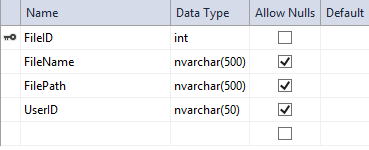 Name Data Type Allow Nulls Default
FileID int
FileName nvarchar(500)
FilePath nvarchar(500)
UserID nvarchar(50)